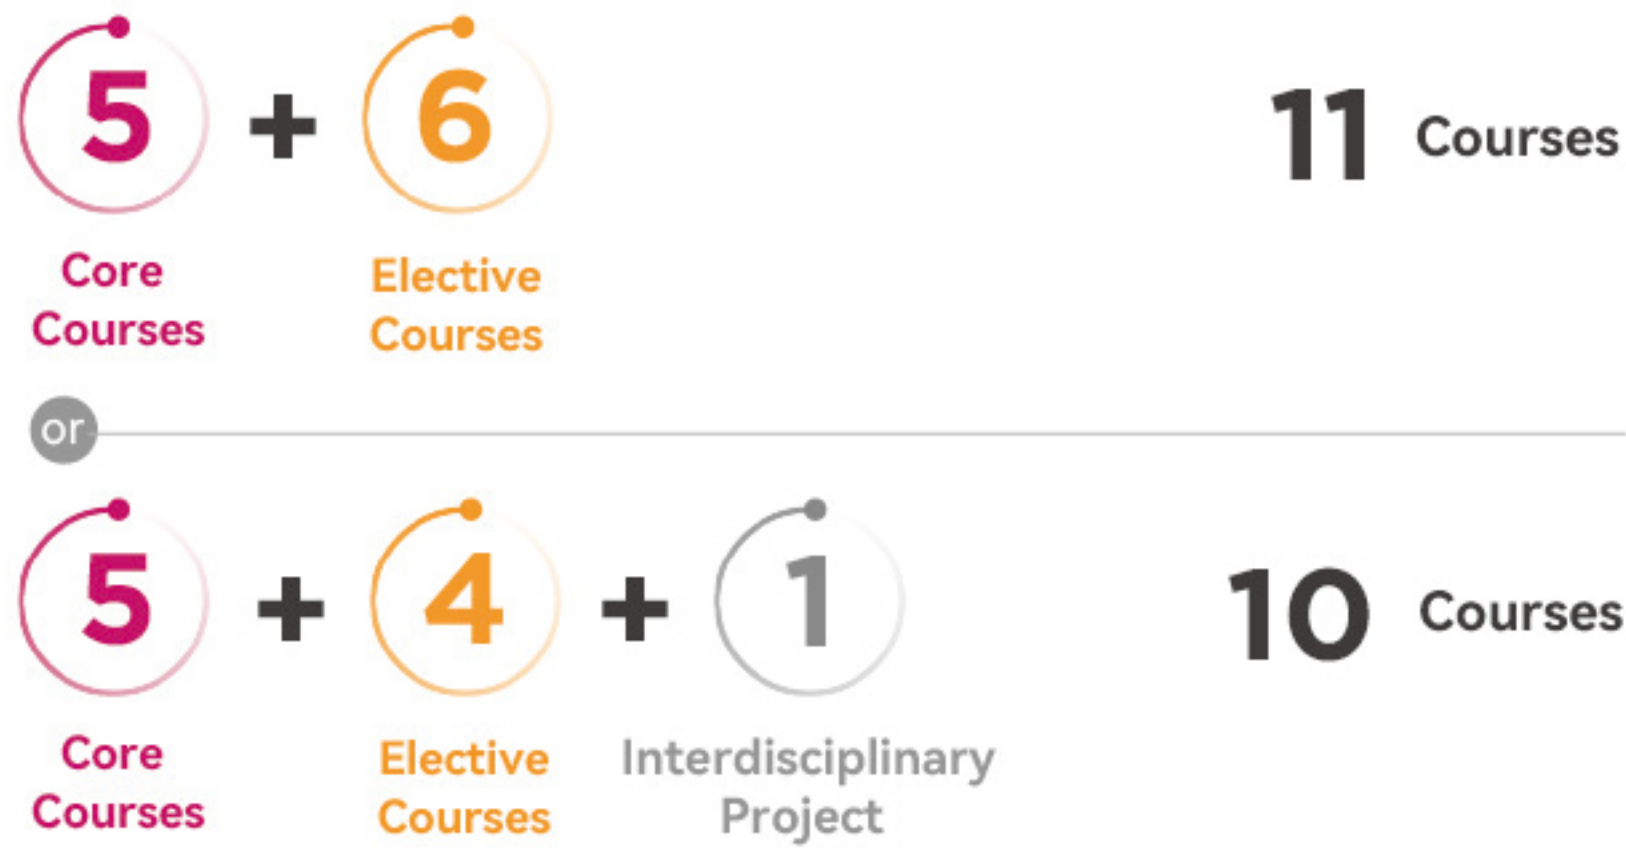 5 + 6 11 Courses
Core Elective
Courses Courses
or
5 + 4 + 1 10 Courses
Core Elective Interdisciplinary
Courses Courses Project